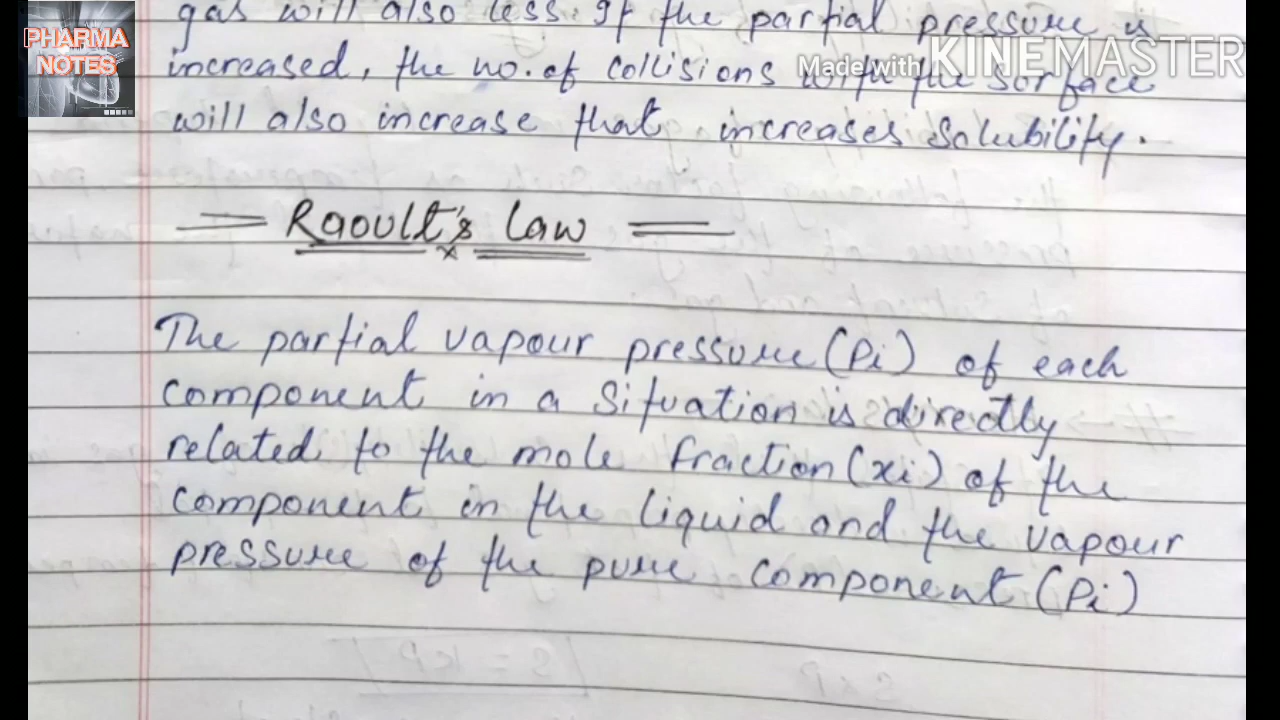 gas will also less. If the partial pressure is
increased, the no. of collisions with the surface
will also increase that increases solubility.
Raoult's law
The partial vapour pressure (Pi) of each
component in a Situation is directly
related to the mole fraction (xi) of the
component in the liquid and the vapour
pressure of the pure component (Pi)
PHARMA
NOTES
Made with KINEMASTER